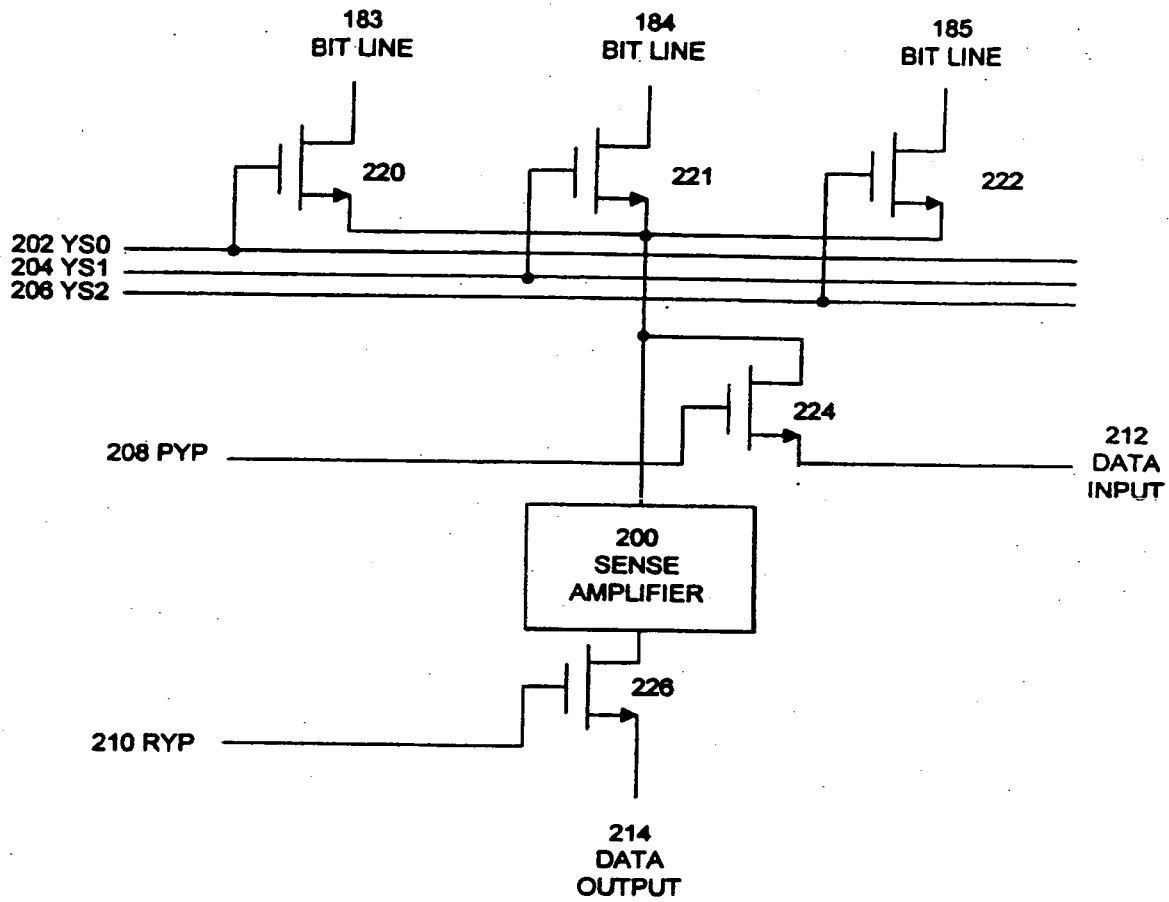 183
BIT LINE
184
BIT LINE
185
BIT LINE
220
221
222
202 YS0
204 YS1
206 YS2
224
208 PYP
212
DATA
INPUT
200
SENSE
AMPLIFIER
226
210 RYP
214
DATA
OUTPUT